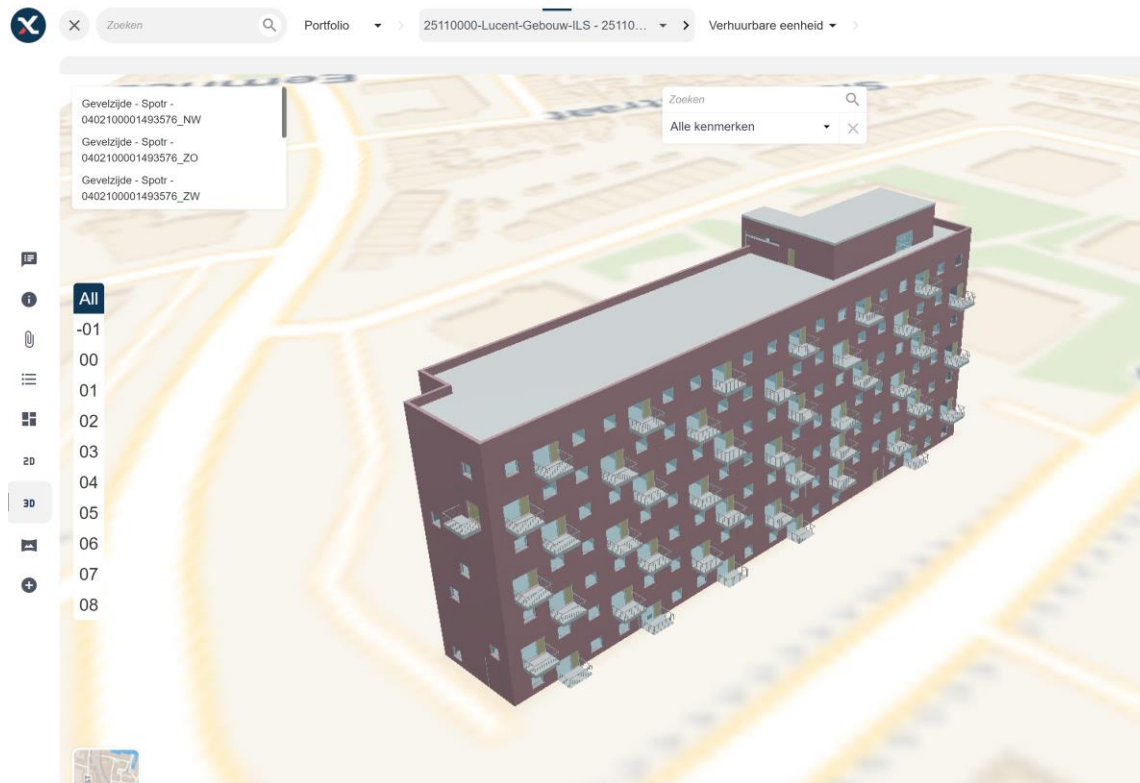 Zoeken
Portfolio
25110000-Lucent-Gebouw-ILS - 25110...
Verhuurbare eenheid
Gevelzijde - Spotr -
0402100001493576_NW
Gevelzijde - Spotr -
0402100001493576_ZO
Gevelzijde - Spotr -
0402100001493576_ZW
Zoeken
Alle kenmerken
All
-01
00
01
02
03
04
05
06
07
08
2D
3D